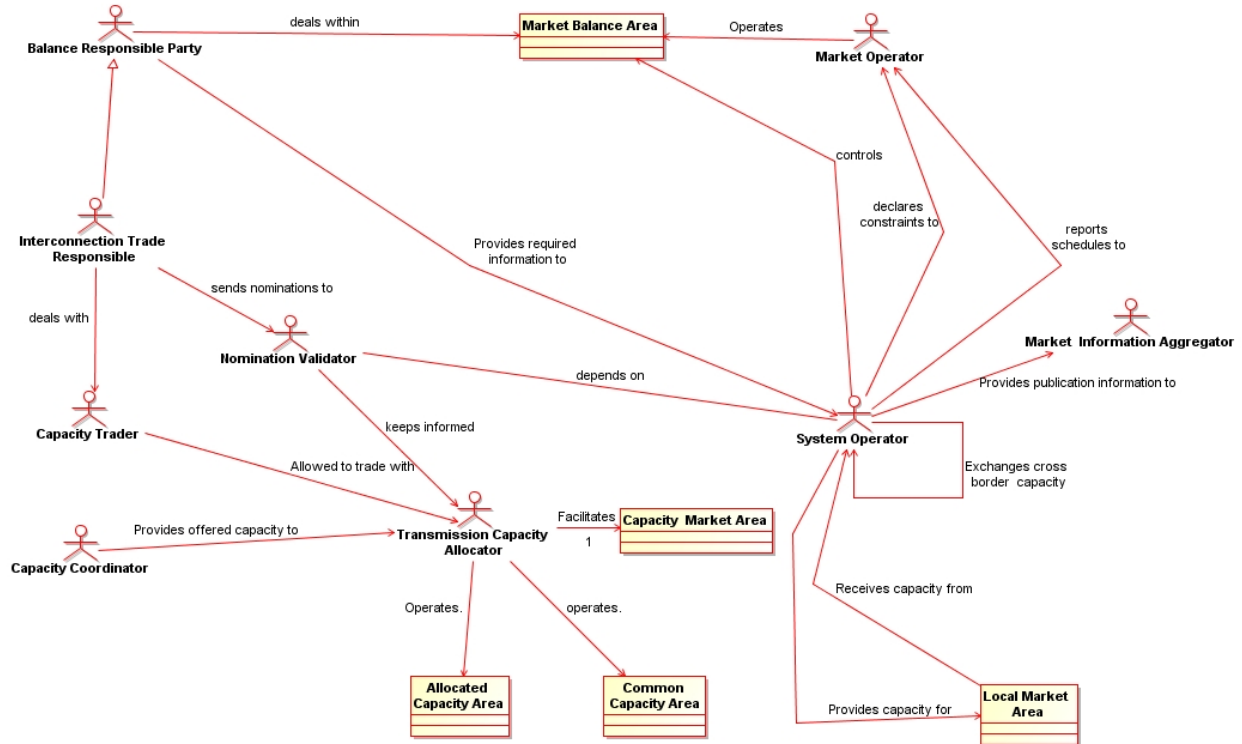 deals within
Market Balance Area
Operates
Balance Responsible Party
Market Operator
controls
declares
constraints to
reports
schedules to
Interconnection Trade
Responsible
Provides required
information to
sends nominations to
deals with
Nomination Validator
Market Information Aggregator
depends on
Provides publication information to
Capacity Trader
keeps informed
System Operator
Allowed to trade with
Exchanges cross
border capacity
Facilitates
Capacity Market Area
Provides offered capacity to
Transmission Capacity
Allocator
1
Capacity Coordinator
Receives capacity from
Operates.
operates.
Allocated
Capacity Area
Common
Capacity Area
Local Market
Area
Provides capacity for